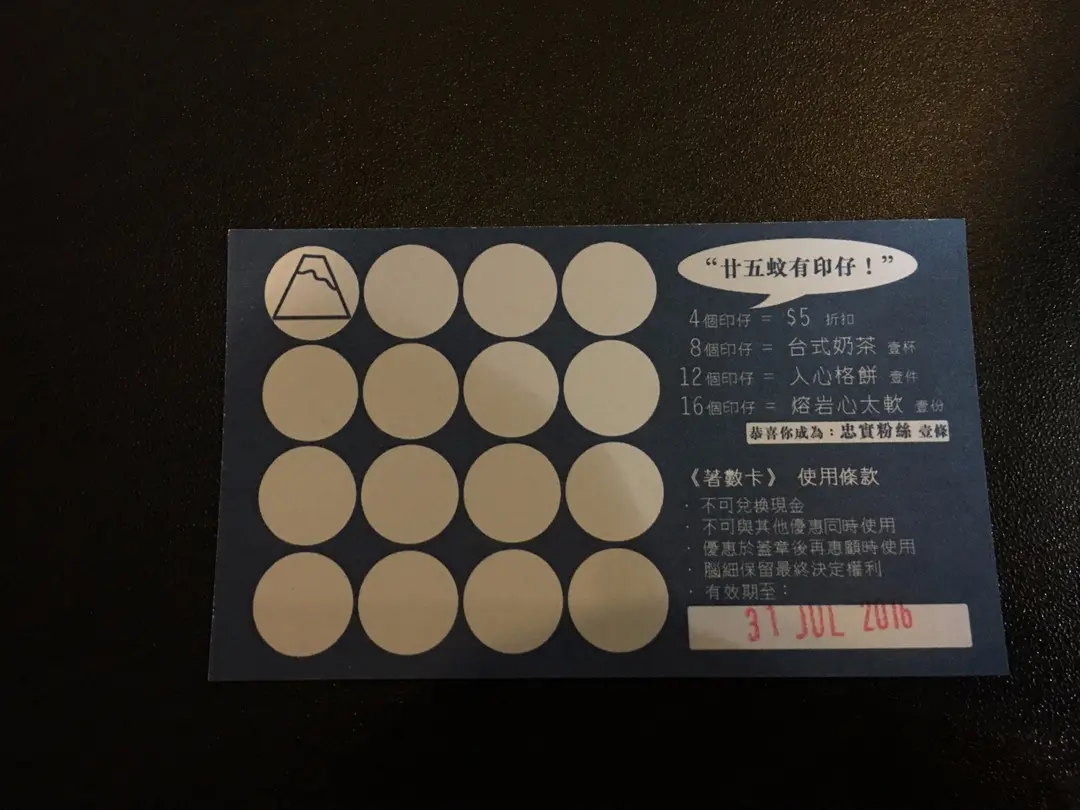 “廿五蚊有印仔！”
4個印仔 = $5 折扣
8個印仔 = 台式奶茶 壹杯
12個印仔 = 入心格餅 壹件
16個印仔 = 熔岩心太軟 壹份
恭喜你成為：忠實粉絲 壹條
《著數卡》 使用條款
· 不可兌換現金
· 不可與其他優惠同時使用
· 優惠於蓋章後再惠顧時使用
· 腦細保留最終決定權利
· 有效期至：
31 JUL 2016